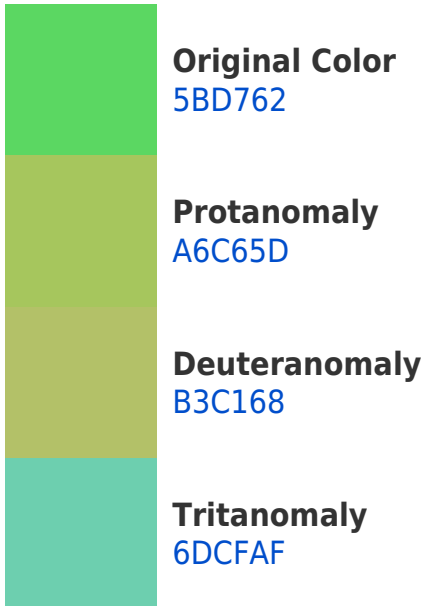 Original Color
5BD762
Protanomaly
A6C65D
Deuteranomaly
B3C168
Tritanomaly
6DCFAF